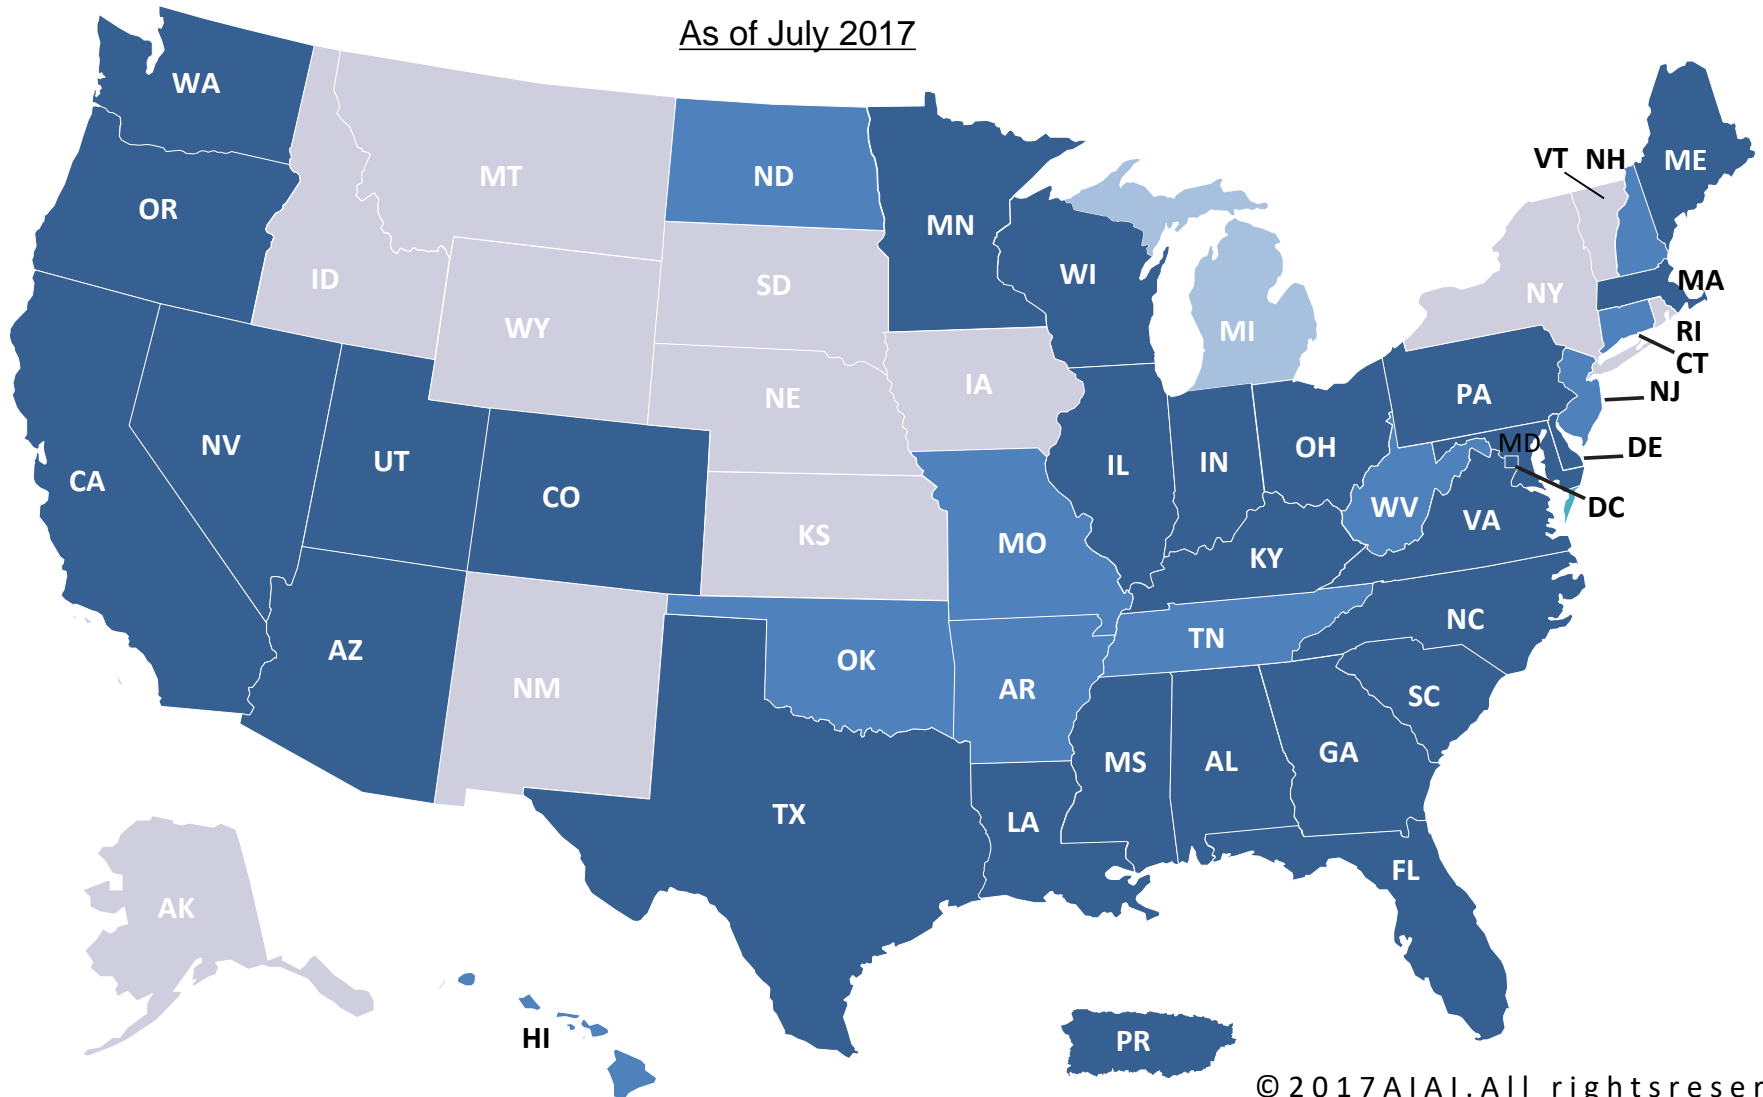 As of July 2017
WA
MT
ND
VT NH
ME
OR
MN
ID
SD
WI
MA
NY
WY
MI
RI
CT
IA
NE
PA
NJ
NV
UT
CO
OH
MD
DE
CA
IL
IN
WV
DC
KS
MO
KY
VA
AZ
NC
OK
TN
NM
AR
SC
TX
MS
AL
GA
LA
FL
AK
HI
PR
©2017AIAI.All rightsreser